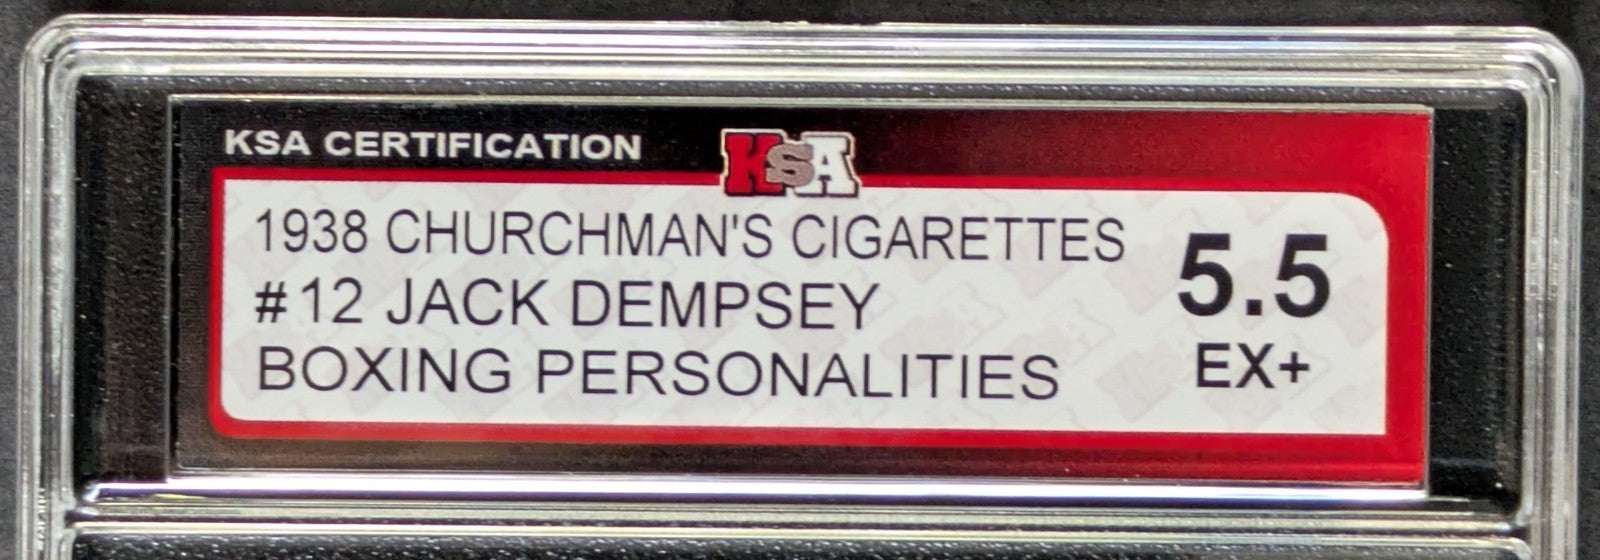 KSA CERTIFICATION
KSA
1938 CHURCHMAN'S CIGARETTES
#12 JACK DEMPSEY
BOXING PERSONALITIES
5.5
EX+